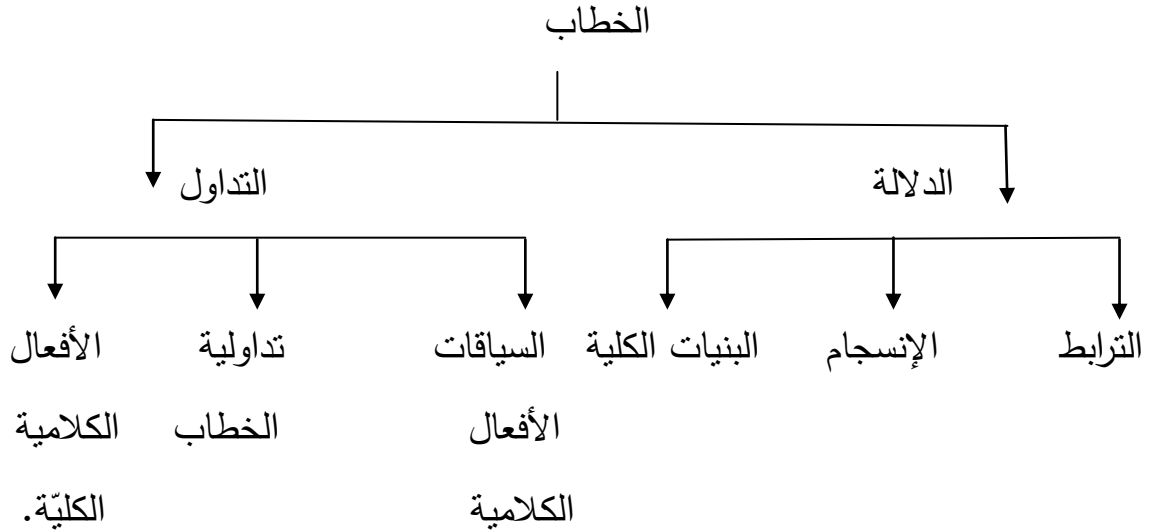 الخطاب
الدلالة التداول
الترابط الإنسجام البنيات الكلية السياقات تداولية الأفعال
الأفعال الخطاب الكلامية
الكلامية الكليّة.